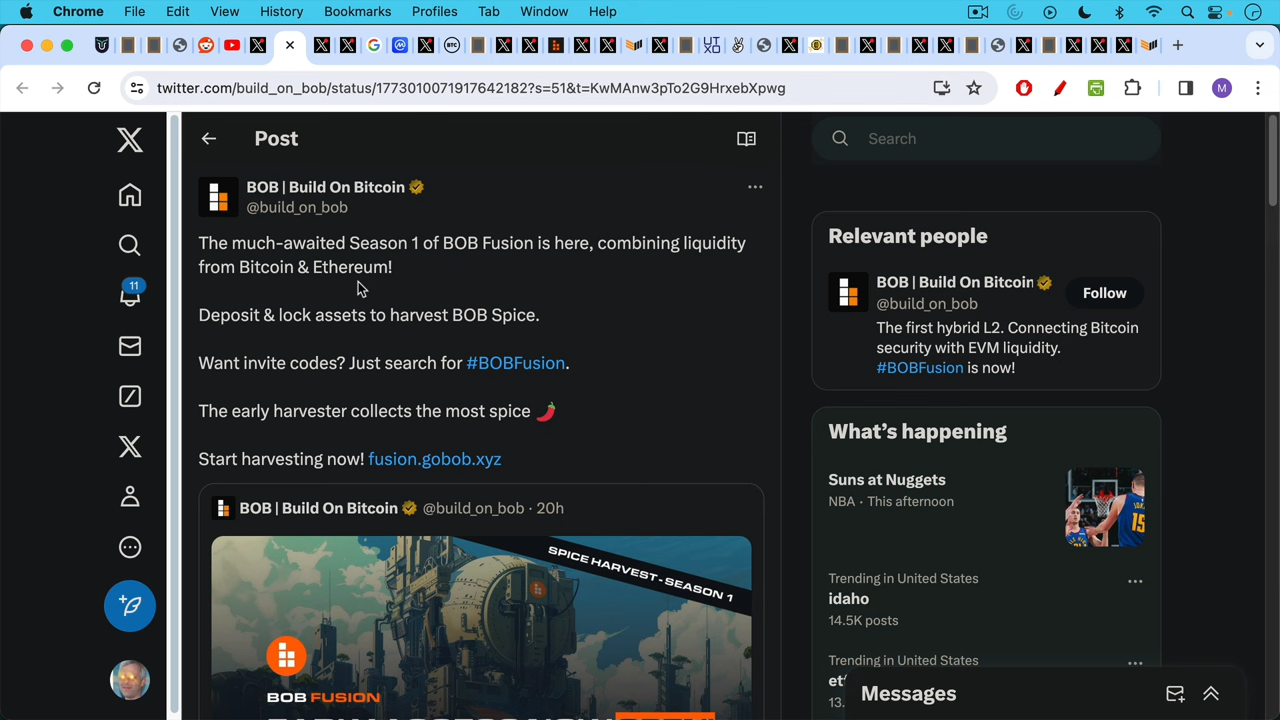 Chrome File Edit View History Bookmarks Profiles Tab Window Help
twitter.com/build_on_bob/status/1773010071917642182?s=51&t=KwMAnw3pTo2G9HrxebXpwg
M
Post
Search
BOB | Build On Bitcoin
@build_on_bob
The much-awaited Season 1 of BOB Fusion is here, combining liquidity
from Bitcoin & Ethereum!
Deposit & lock assets to harvest BOB Spice.
Want invite codes? Just search for #BOBFusion.
The early harvester collects the most spice 🌶️
Start harvesting now! fusion.gobob.xyz
BOB | Build On Bitcoin @build_on_bob · 20h
SPICE HARVEST - SEASON 1
BOB FUSION
11
Relevant people
BOB | Build On Bitcoin
@build_on_bob
Follow
The first hybrid L2. Connecting Bitcoin
security with EVM liquidity.
#BOBFusion is now!
What's happening
Suns at Nuggets
NBA · This afternoon
Trending in United States
idaho
14.5K posts
Trending in United States
Messages